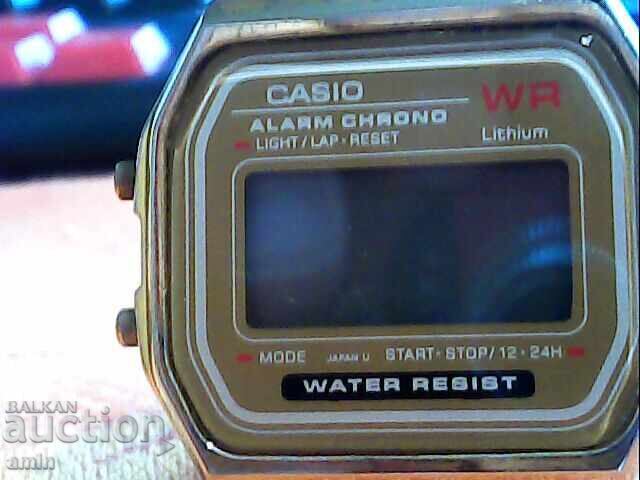 CASIO WR
ALARM CHRONO Lithium
LIGHT/LAP·RESET
MODE JAPAN U START·STOP/12·24H
WATER RESIST
BALKAN
auction
amin